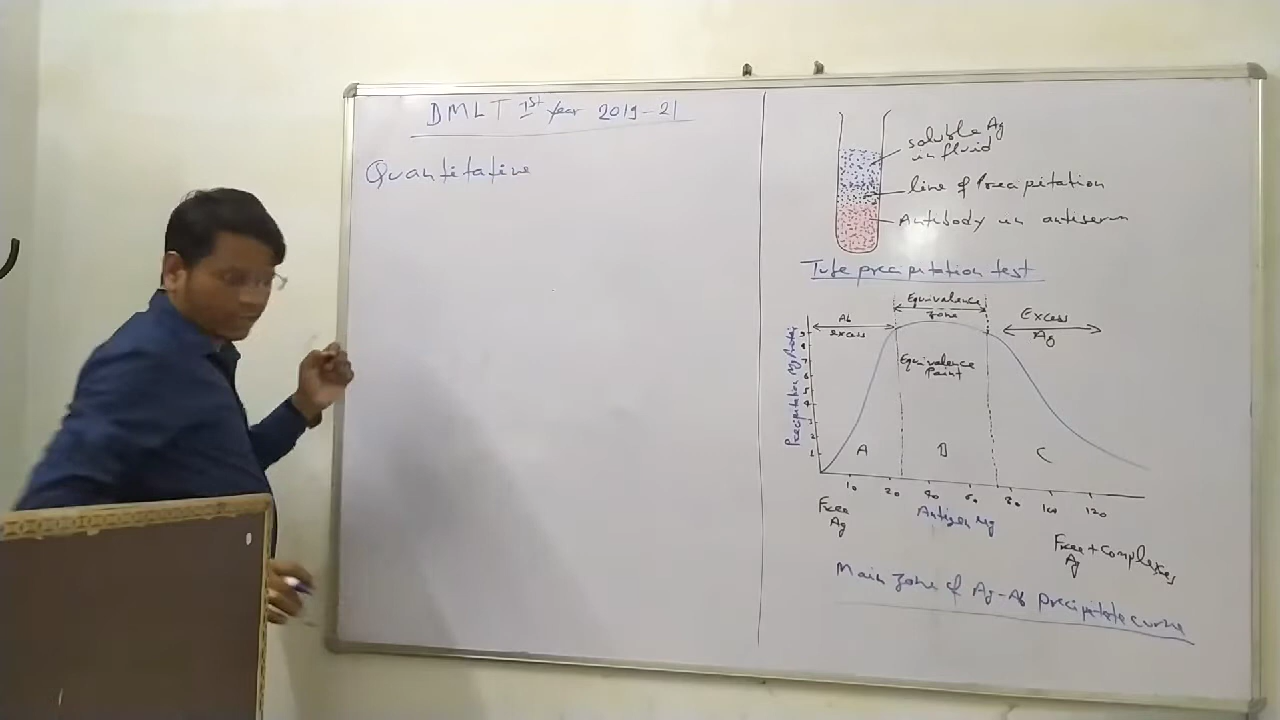 DMLT 1st Year 2019-21
Quantitative
soluble Ag
in fluid
line of precipitation
Antibody in antiserum
Tube precipitation test
Equivalence
zone
Ab
excess
Excess
Ag
Equivalence
Point
A B C
10 20 40 60 80 100 120
Free
Ag
Antigen Mg
Free + complexes
Ag
Main zone of Ag-Ab precipitate curve